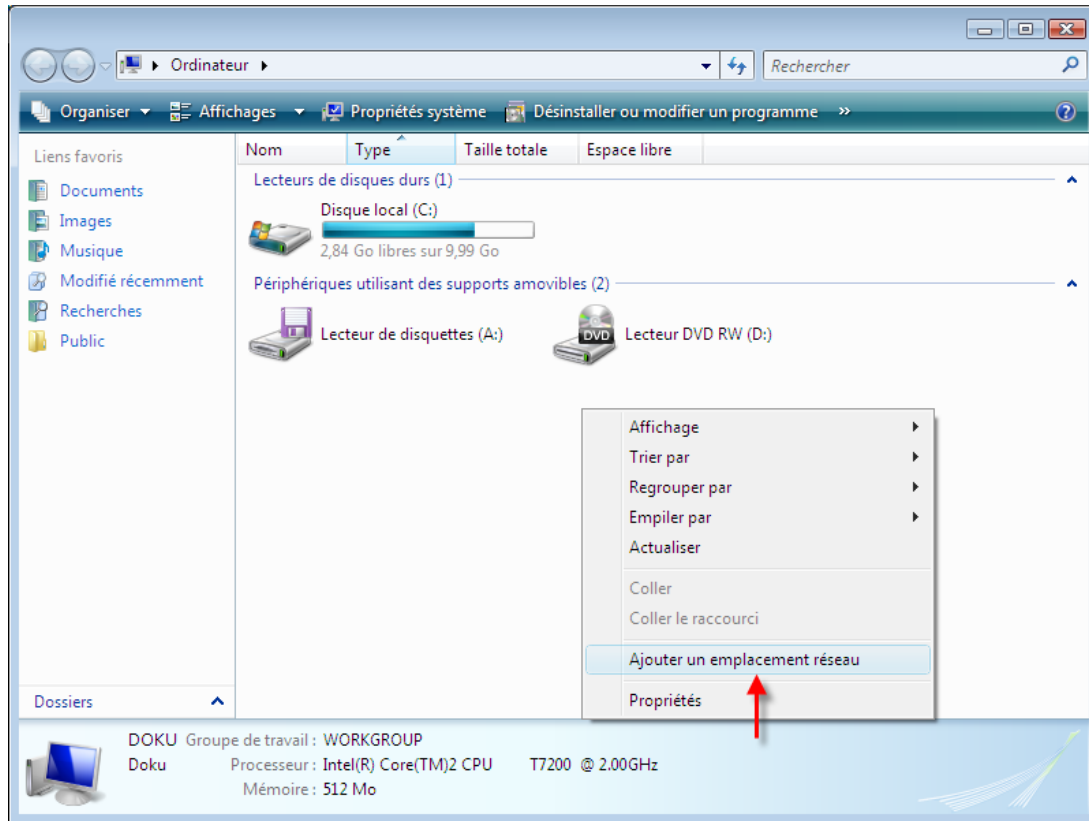 Ordinateur
Rechercher
Organiser Affichages Propriétés système Désinstaller ou modifier un programme »
Liens favoris
Documents
Images
Musique
Modifié récemment
Recherches
Public
Dossiers
Nom Type Taille totale Espace libre
Lecteurs de disques durs (1)
Disque local (C:)
2,84 Go libres sur 9,99 Go
Périphériques utilisant des supports amovibles (2)
Lecteur de disquettes (A:)
DVD
Lecteur DVD RW (D:)
Affichage
Trier par
Regrouper par
Empiler par
Actualiser
Coller
Coller le raccourci
Ajouter un emplacement réseau
Propriétés
DOKU Groupe de travail : WORKGROUP
Doku Processeur : Intel(R) Core(TM)2 CPU T7200 @ 2.00GHz
Mémoire : 512 Mo